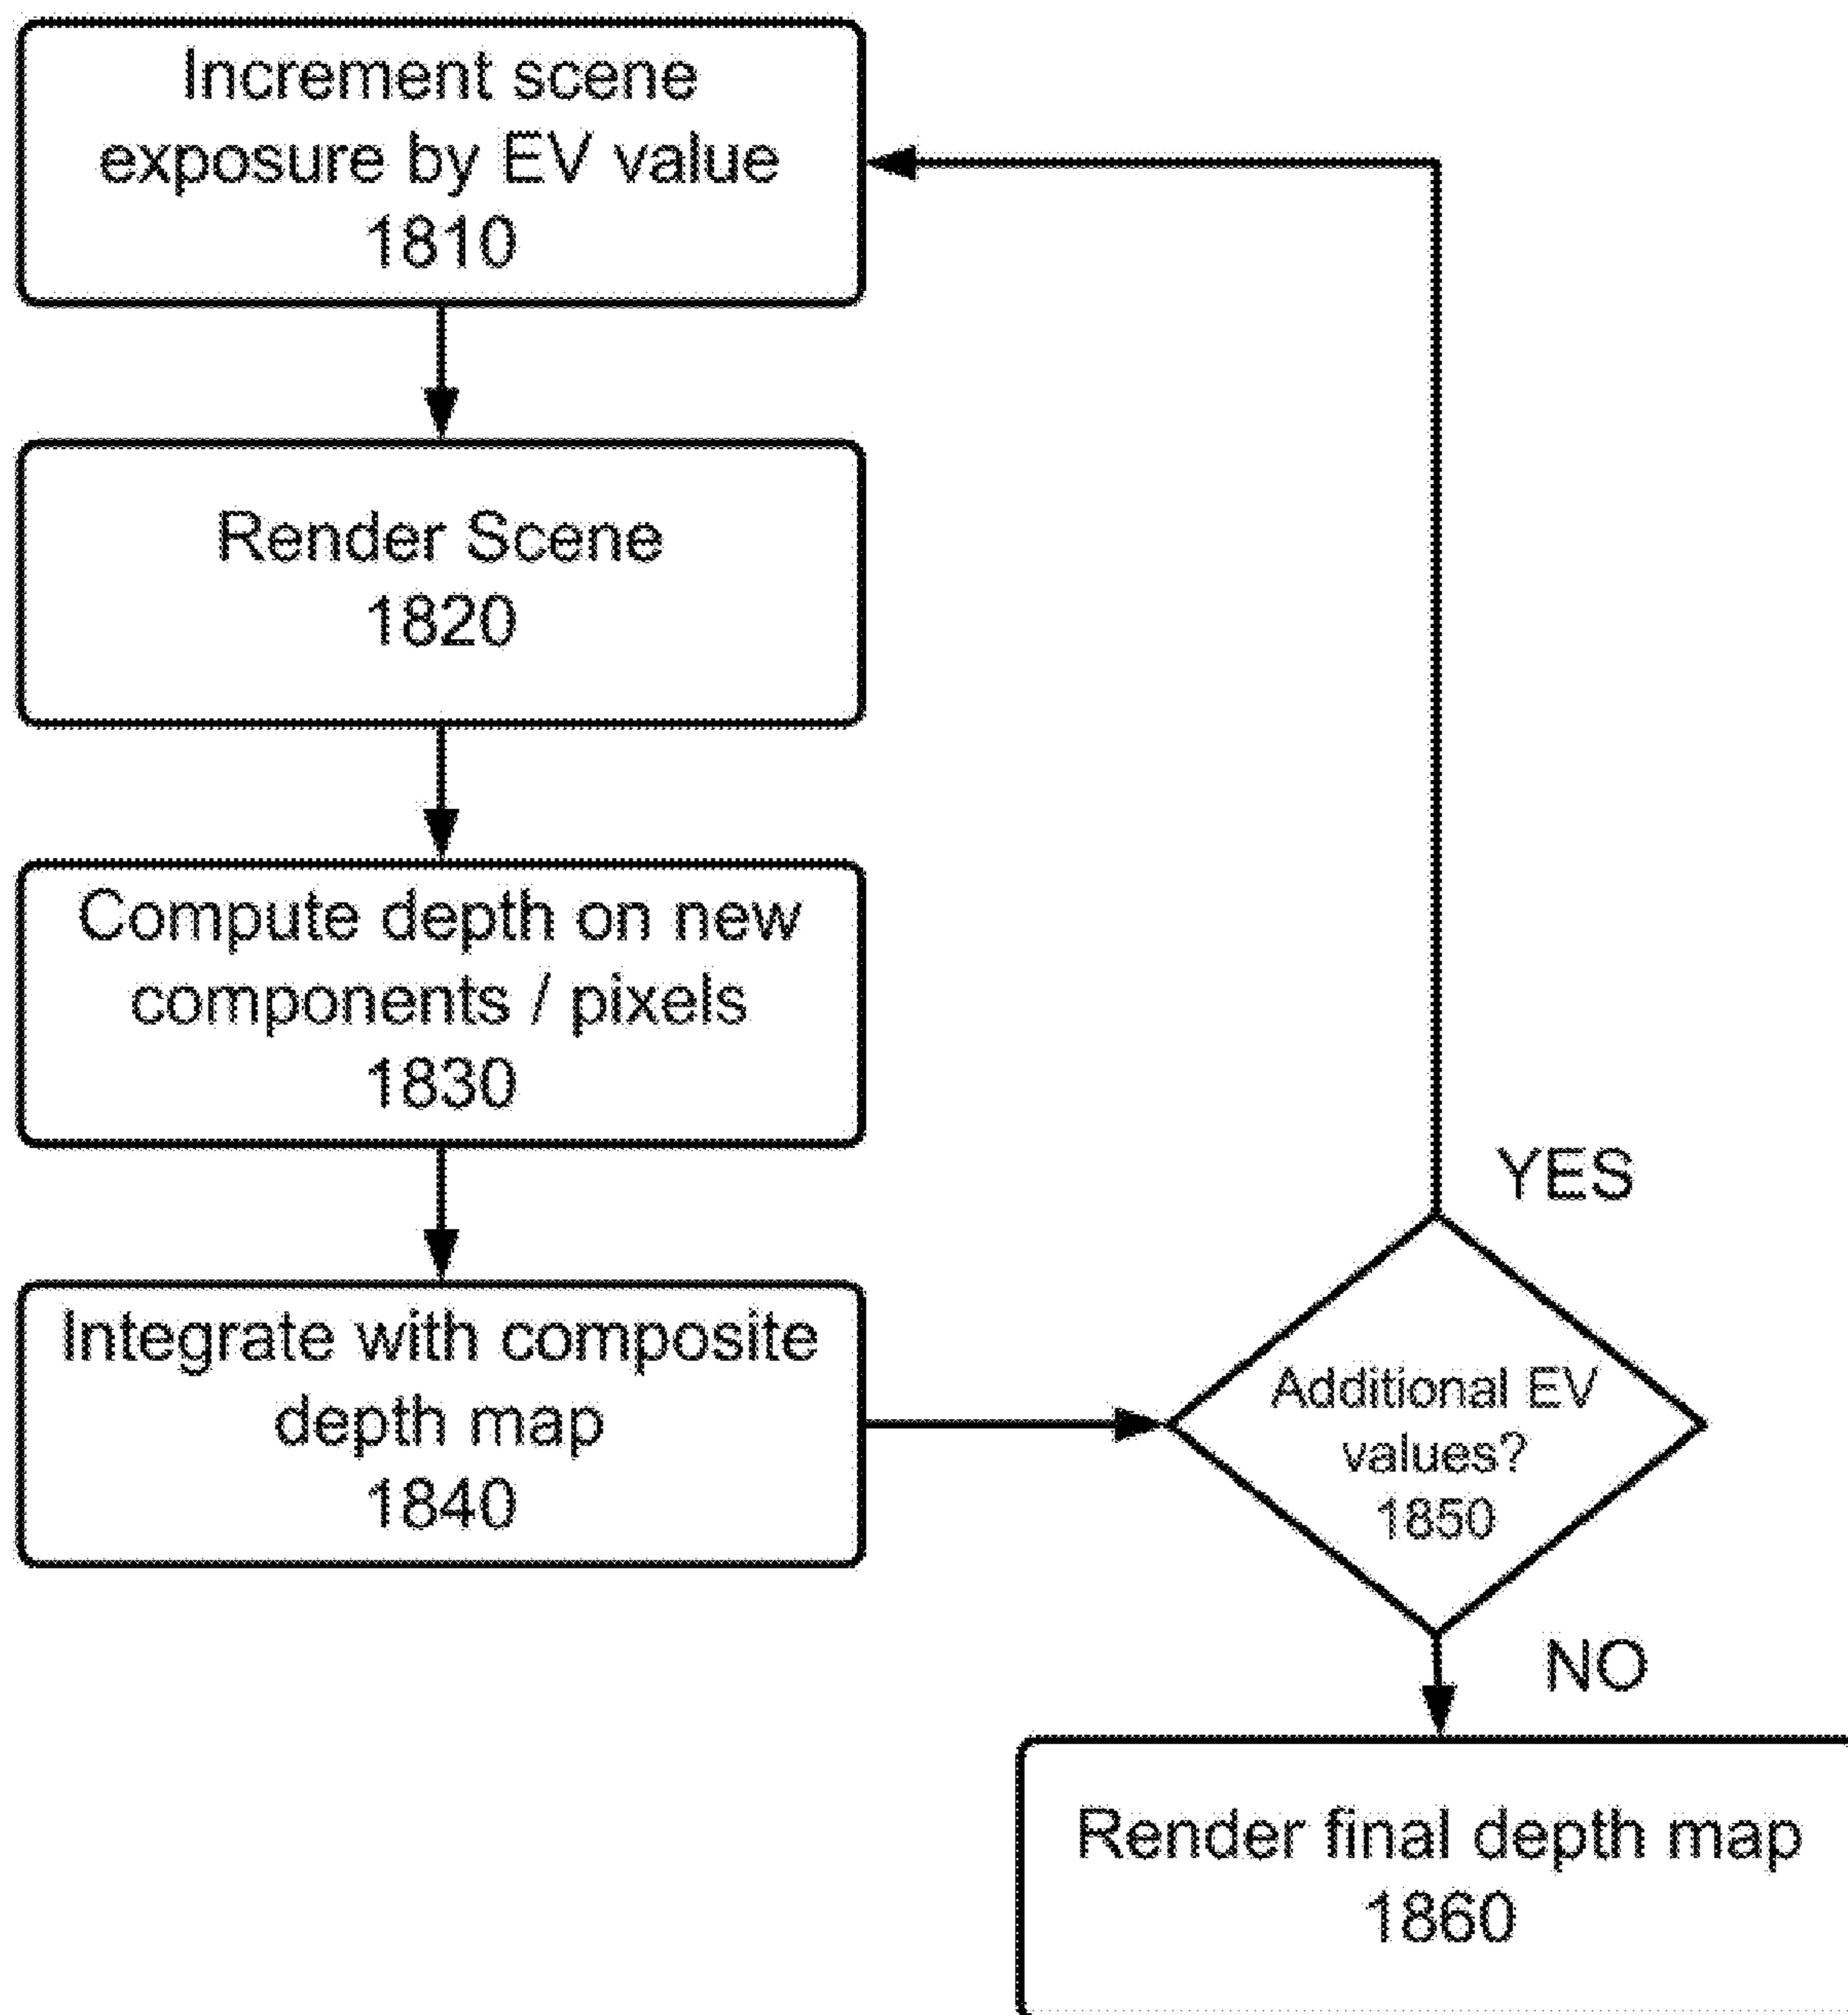 Increment scene
exposure by EV value
1810
Render Scene
1820
Compute depth on new
components / pixels
1830
Integrate with composite
depth map
1840
YES
Additional EV
values?
1850
NO
Render final depth map
1860